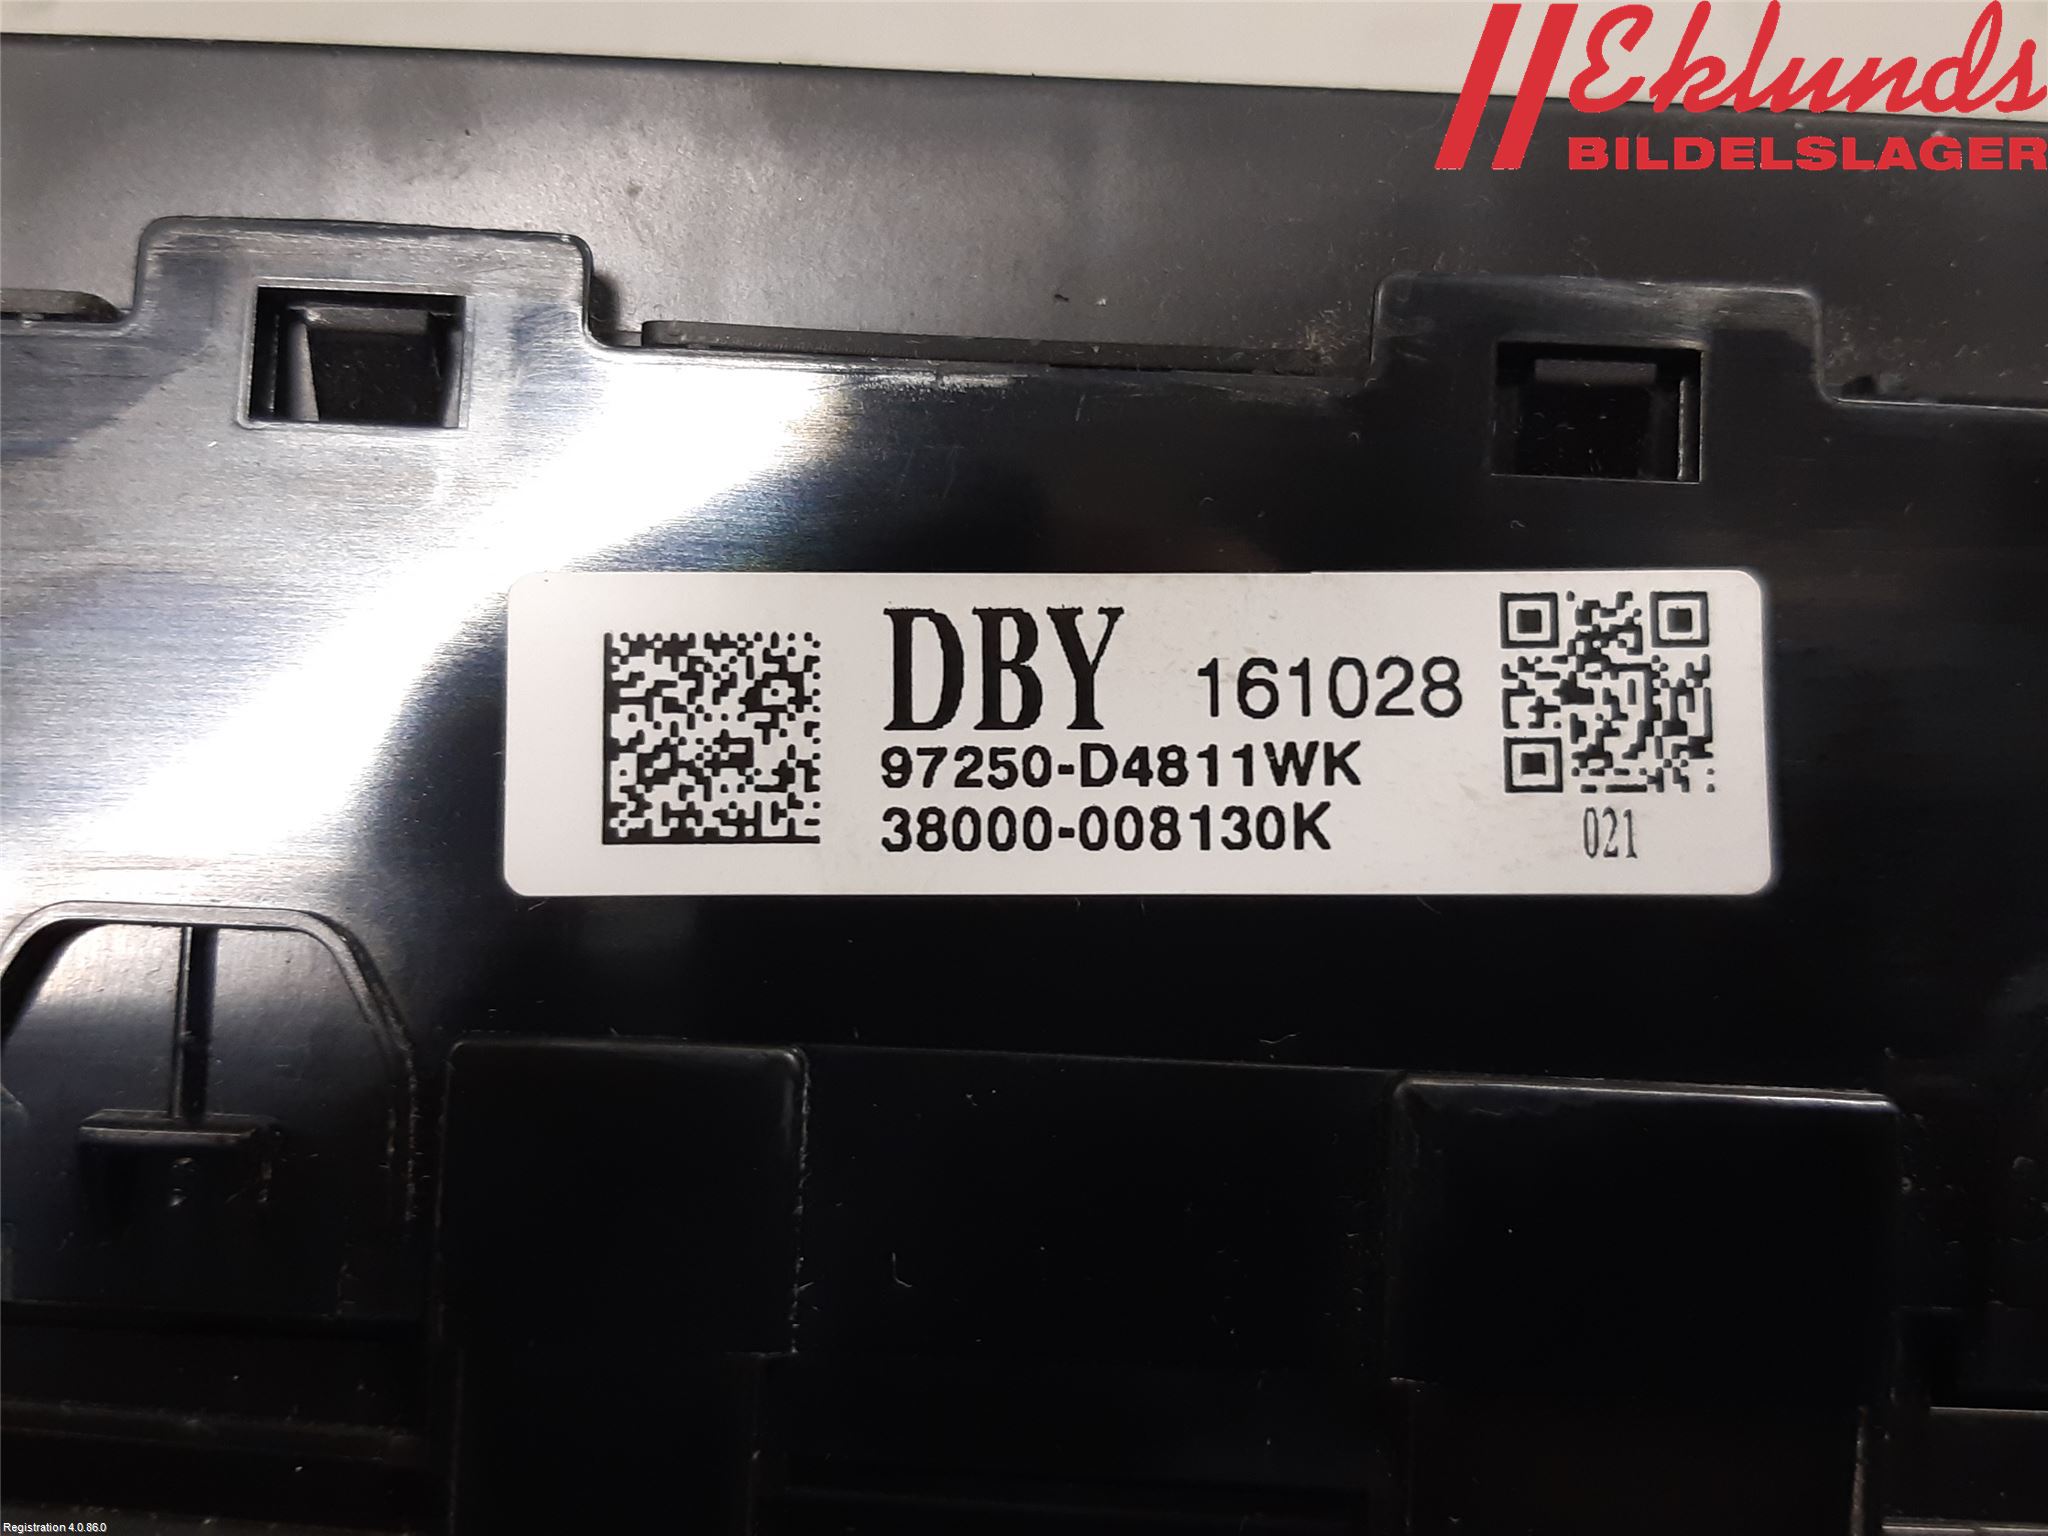 Eklunds
BILDELSLAGER
DBY 161028
97250-D4811WK
38000-008130K
021
Registration 4.0.86.0